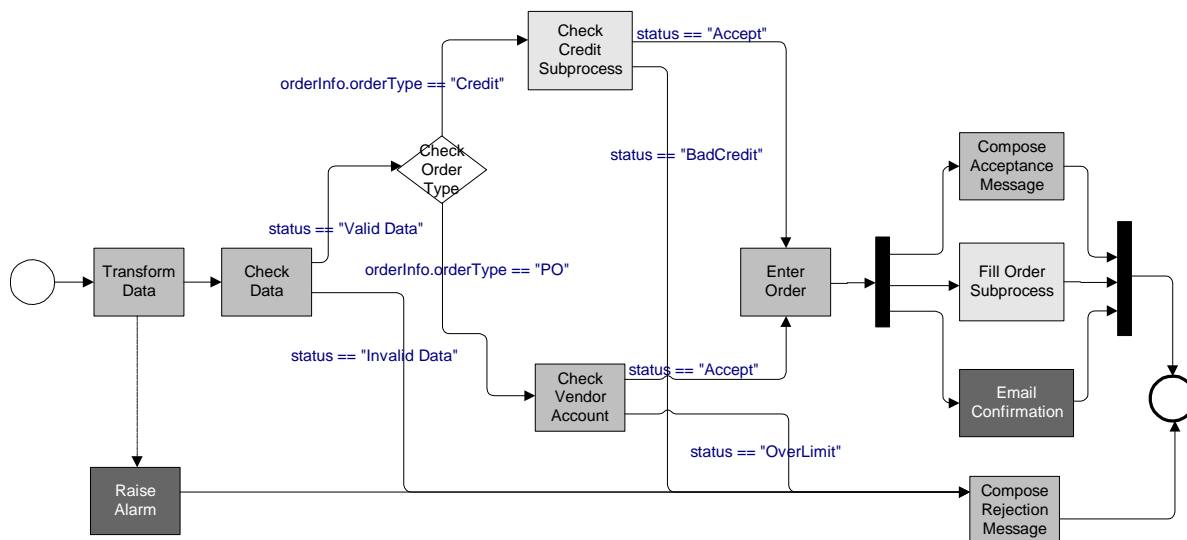 Check
Credit
Subprocess
status == "Accept"
orderInfo.orderType == "Credit"
Check
Order
Type
status == "BadCredit"
Compose
Acceptance
Message
status == "Valid Data"
Transform
Data
Check
Data
orderInfo.orderType == "PO"
Enter
Order
Fill Order
Subprocess
status == "Invalid Data"
Check
Vendor
Account
status == "Accept"
Email
Confirmation
status == "OverLimit"
Raise
Alarm
Compose
Rejection
Message